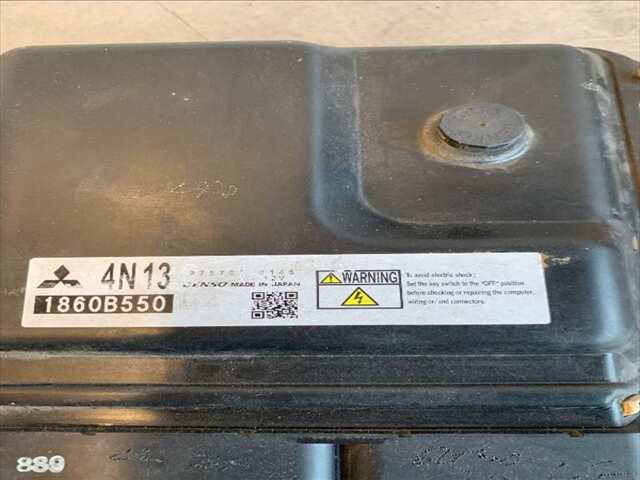 4N13
1860B550
12V
DENSO MADE IN JAPAN
WARNING
To avoid electric shock :
Set the key switch to the "OFF" position
before checking or repairing the computer,
wiring or/and connectors.
889